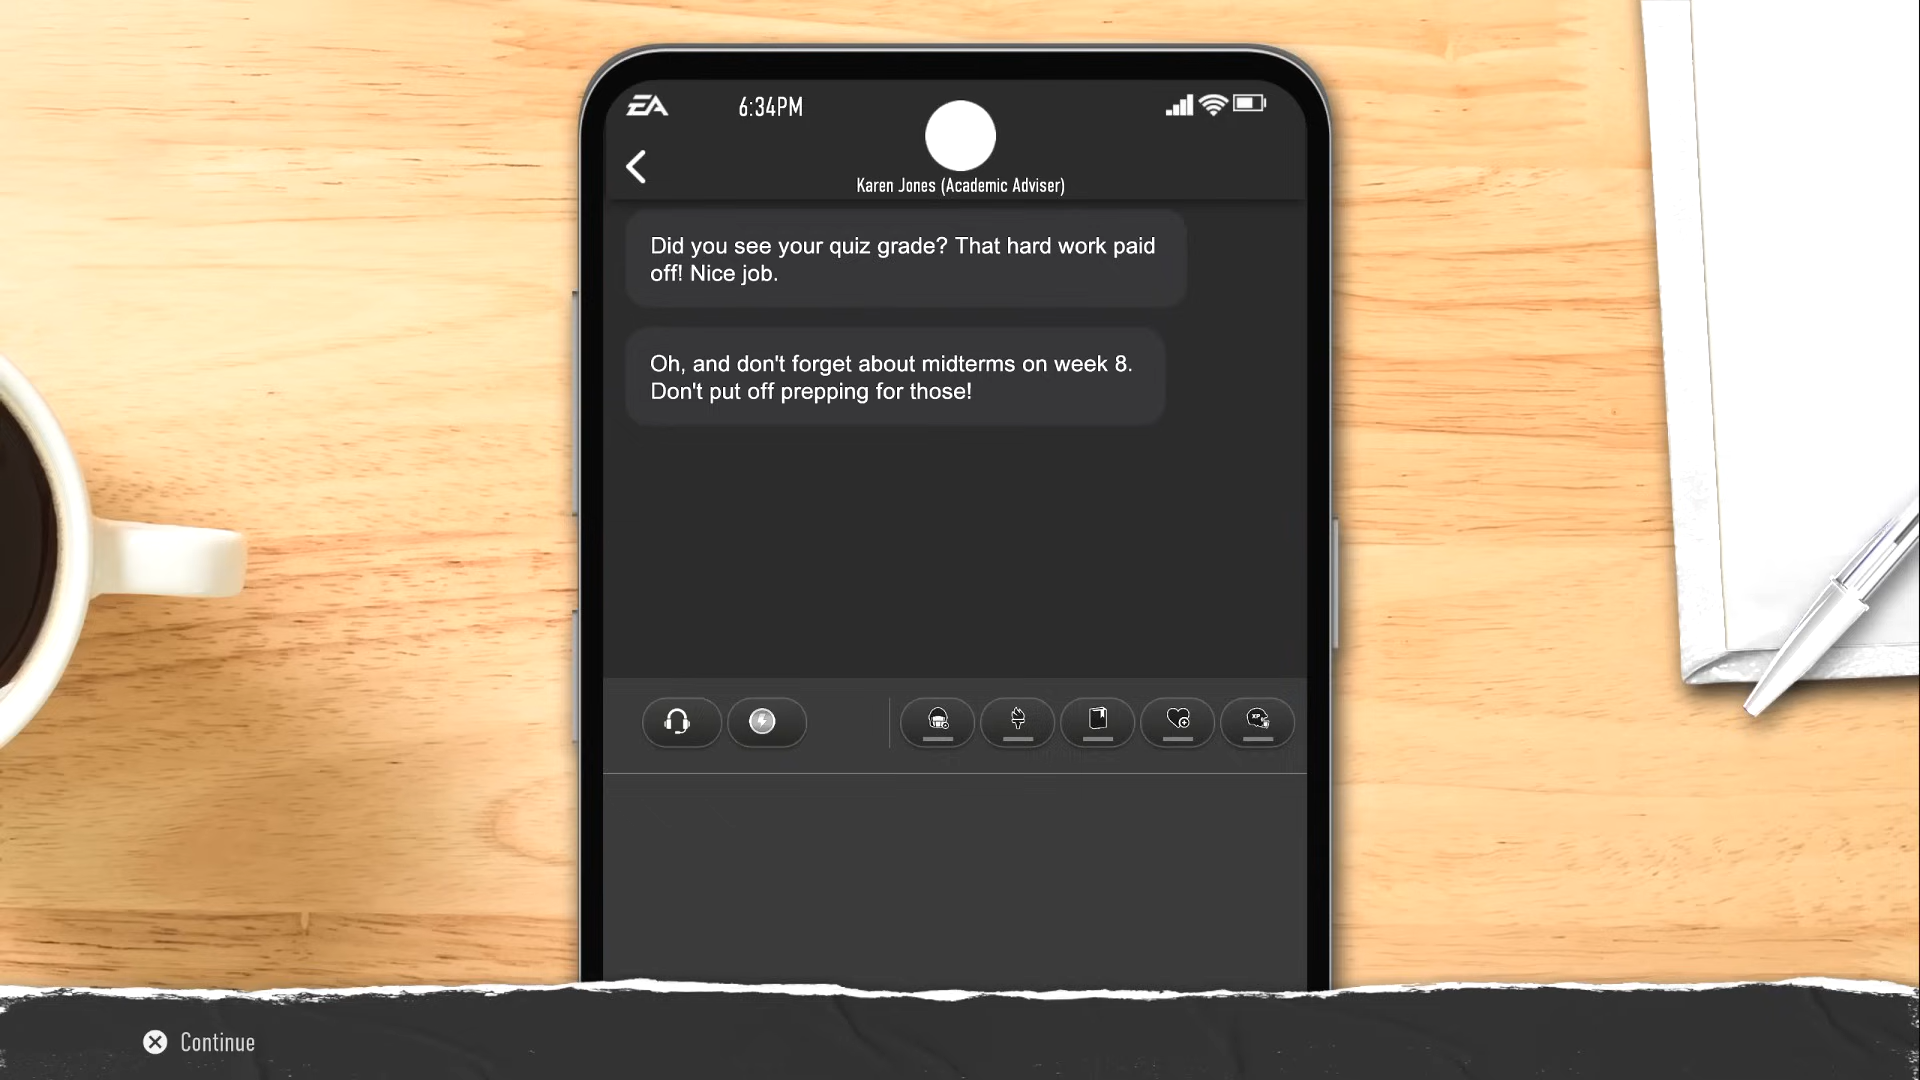 EA
6:34PM
Karen Jones (Academic Adviser)
Did you see your quiz grade? That hard work paid
off! Nice job.
Oh, and don't forget about midterms on week 8.
Don't put off prepping for those!
XP
Continue